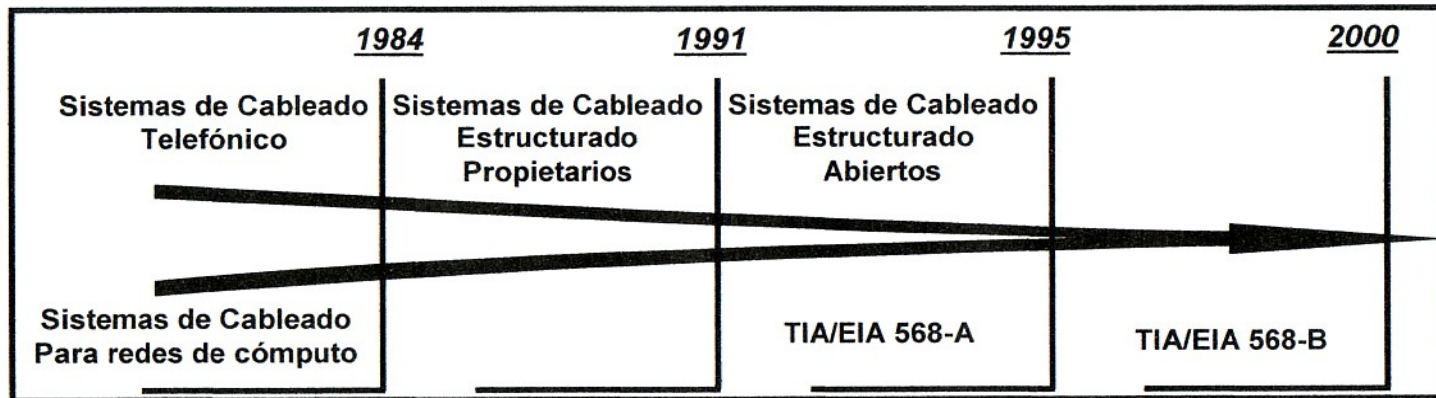 1984
1991
1995
2000
Sistemas de Cableado
Telefónico
Sistemas de Cableado
Estructurado
Propietarios
Sistemas de Cableado
Estructurado
Abiertos
Sistemas de Cableado
Para redes de cómputo
TIA/EIA 568-A
TIA/EIA 568-B